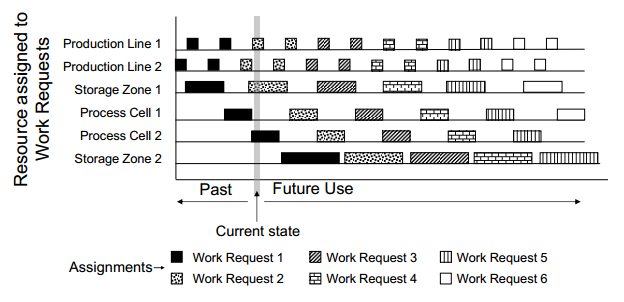 Resource assigned to
Work Requests
Production Line 1
Production Line 2
Storage Zone 1
Process Cell 1
Process Cell 2
Storage Zone 2
Past Future Use
Current state
Assignments
Work Request 1 Work Request 3 Work Request 5
Work Request 2 Work Request 4 Work Request 6